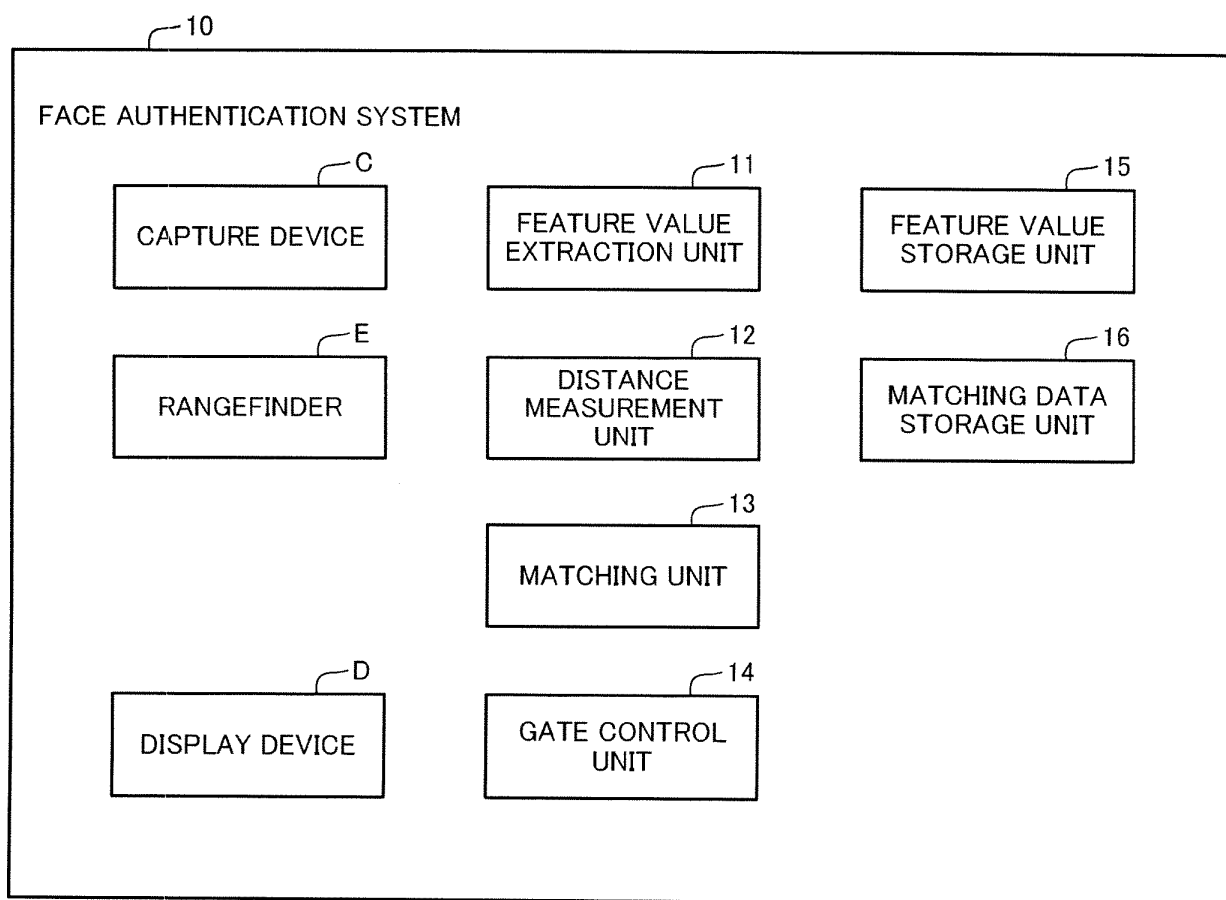 10
FACE AUTHENTICATION SYSTEM
C
CAPTURE DEVICE
11
FEATURE VALUE
EXTRACTION UNIT
15
FEATURE VALUE
STORAGE UNIT
E
RANGEFINDER
12
DISTANCE
MEASUREMENT
UNIT
16
MATCHING DATA
STORAGE UNIT
13
MATCHING UNIT
D
DISPLAY DEVICE
14
GATE CONTROL
UNIT